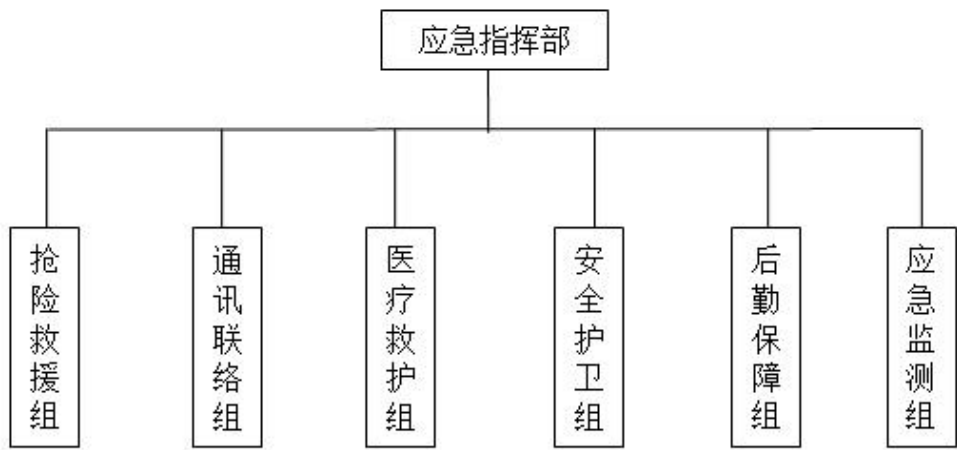 应急指挥部
抢险救援组
通讯联络组
医疗救护组
安全护卫组
后勤保障组
应急监测组